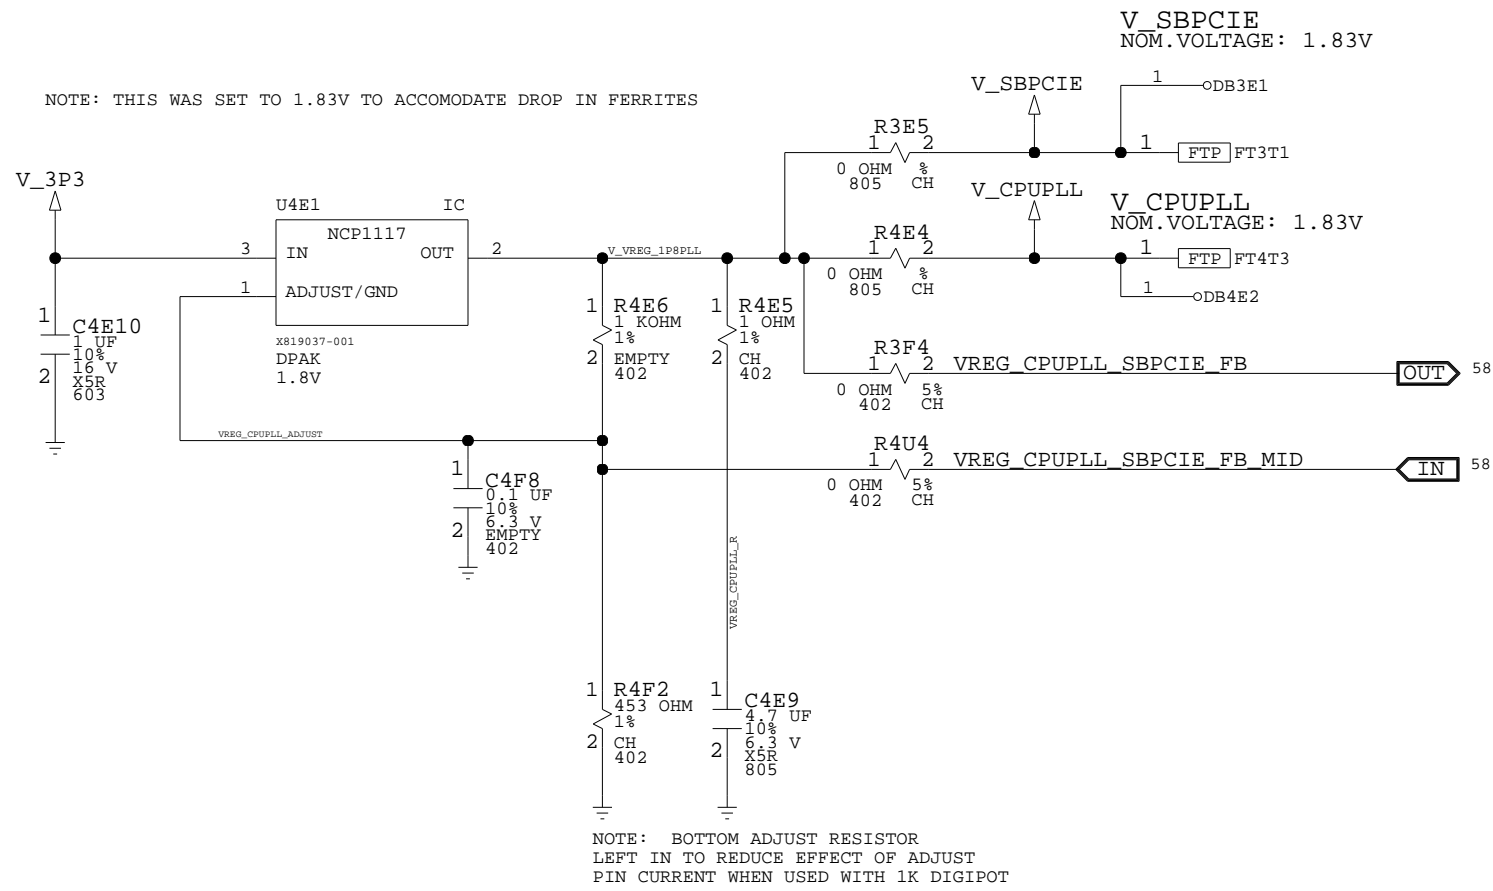 V_SBPCIE
NOM.VOLTAGE: 1.83V
NOTE: THIS WAS SET TO 1.83V TO ACCOMODATE DROP IN FERRITES
V_SBPCIE
1
DB3E1
R3E5
1 2
0 OHM %
805 CH
1
FTP FT3T1
V_3P3
V_CPUPLL
V_CPUPLL
NOM.VOLTAGE: 1.83V
U4E1 IC
NCP1117
3 IN
OUT 2
1 ADJUST/GND
X819037-001
DPAK
1.8V
V_VREG_1P8PLL
R4E4
1 2
0 OHM %
805 CH
1
FTP FT4T3
1
DB4E2
1
C4E10
1 UF
10%
16 V
X5R
603
2
1
R4E6
1 KOHM
1%
2
EMPTY
402
1
R4E5
1 OHM
1%
2
CH
402
R3F4
1 2
0 OHM 5%
402 CH
VREG_CPUPLL_SBPCIE_FB
OUT 58
VREG_CPUPLL_ADJUST
1
C4F8
0.1 UF
10%
6.3 V
EMPTY
402
2
R4U4
1 2
0 OHM 5%
402 CH
VREG_CPUPLL_SBPCIE_FB_MID
IN 58
VREG_CPUPLL_R
1
R4F2
453 OHM
1%
2
CH
402
1
C4E9
4.7 UF
10%
6.3 V
X5R
805
2
NOTE: BOTTOM ADJUST RESISTOR
LEFT IN TO REDUCE EFFECT OF ADJUST
PIN CURRENT WHEN USED WITH 1K DIGIPOT